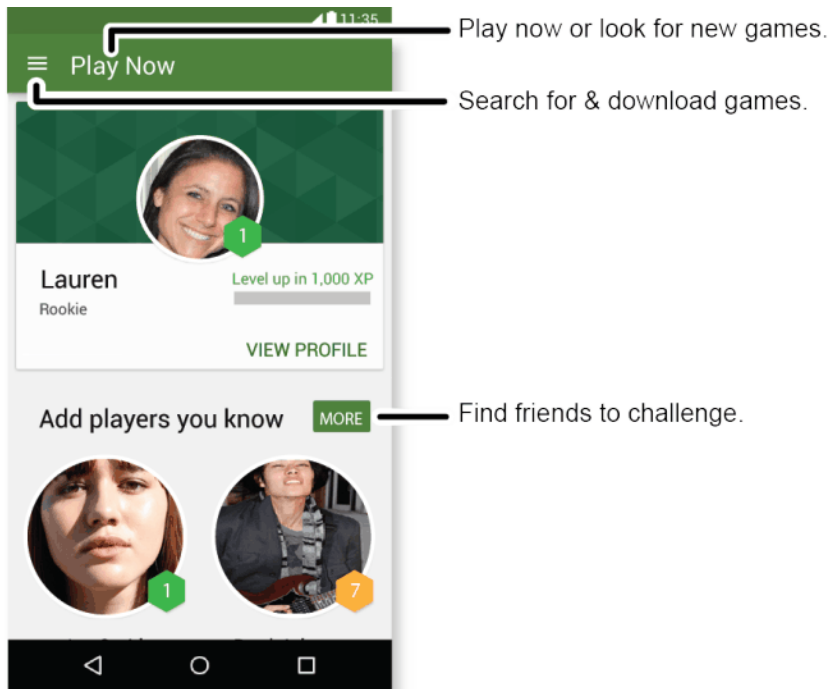 11:35
Play now or look for new games.
Play Now
Search for & download games.
1
Lauren
Level up in 1,000 XP
Rookie
VIEW PROFILE
Add players you know
MORE
Find friends to challenge.
1
7